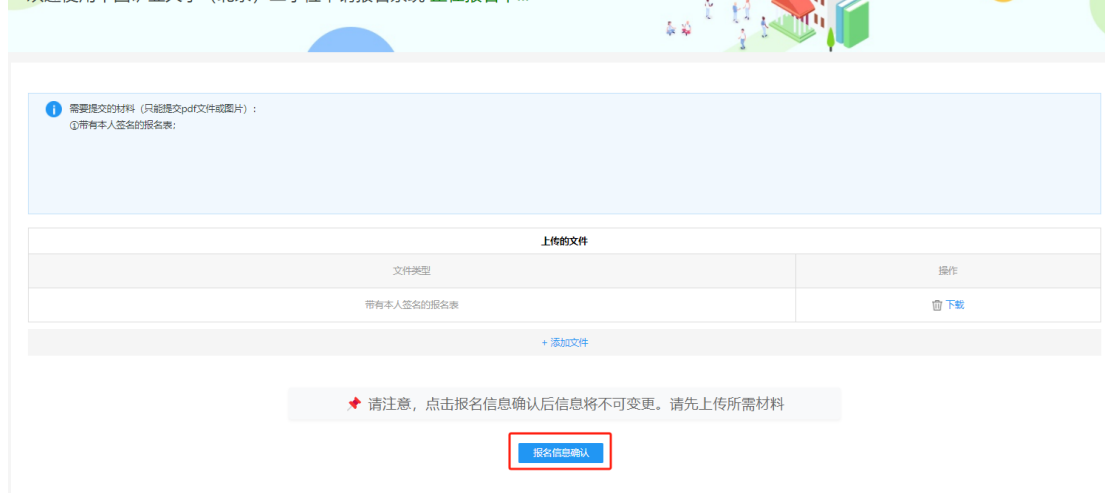 需要提交的材料（只能提交pdf文件或图片）：
①带有本人签名的报名表;
上传的文件
文件类型 操作
带有本人签名的报名表 下载
+ 添加文件
请注意，点击报名信息确认后信息将不可变更。请先上传所需材料
报名信息确认